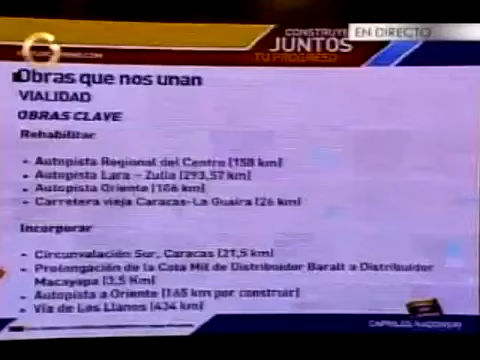 CONSTRUYE
EN DIRECTO
JUNTOS
TU PROGRESO
Obras que nos unan
VIALIDAD
OBRAS CLAVE
Rehabilitar
- Autopista Regional del Centro (158 km)
- Autopista Lara – Zulia (293,57 km)
- Autopista Oriente (106 km)
- Carretera vieja Caracas-La Guaira (26 km)
Incorporar
- Circunvalación Sur, Caracas (21,5 km)
- Prolongación de la Cota Mil de Distribuidor Baralt a Distribuidor
Macayapa (3,5 Km)
- Autopista a Oriente (165 km por construir)
- Vía de Los Llanos (434 km)